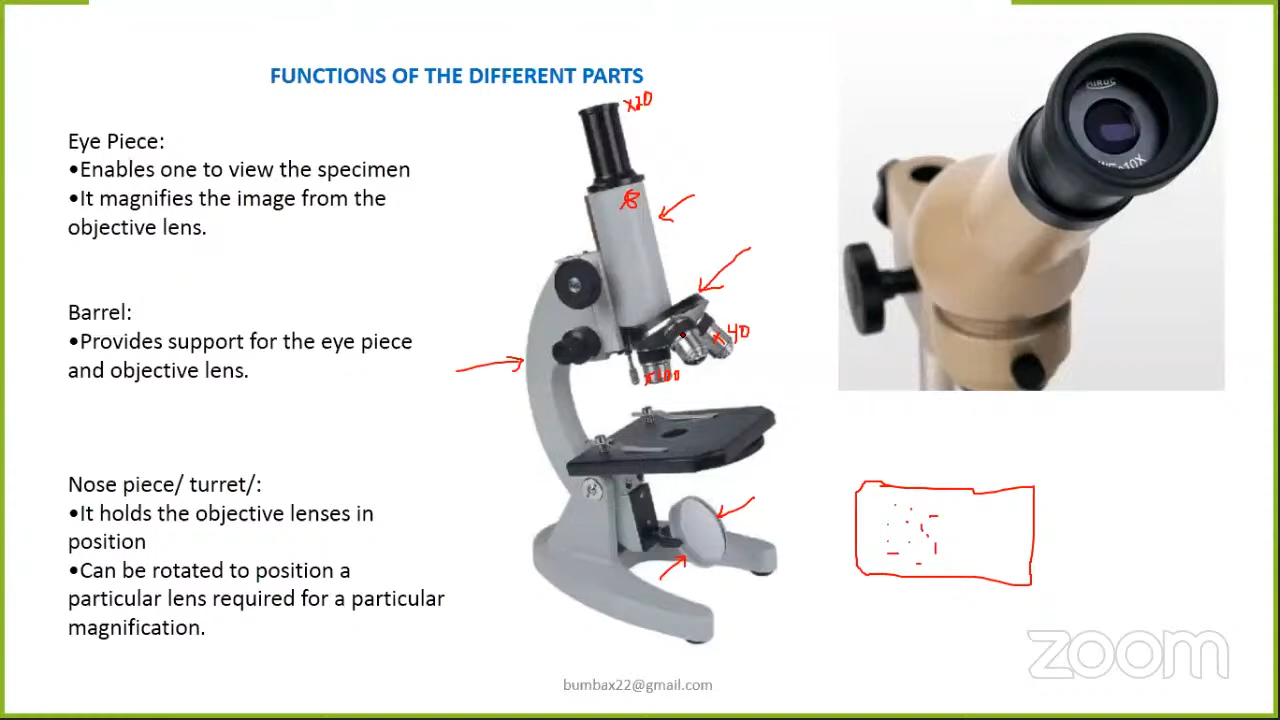 FUNCTIONS OF THE DIFFERENT PARTS
Eye Piece:
•Enables one to view the specimen
•It magnifies the image from the
objective lens.
Barrel:
•Provides support for the eye piece
and objective lens.
Nose piece/ turret/:
•It holds the objective lenses in
position
•Can be rotated to position a
particular lens required for a particular
magnification.
x20
x40
x100
10X
zoom
bumbax22@gmail.com